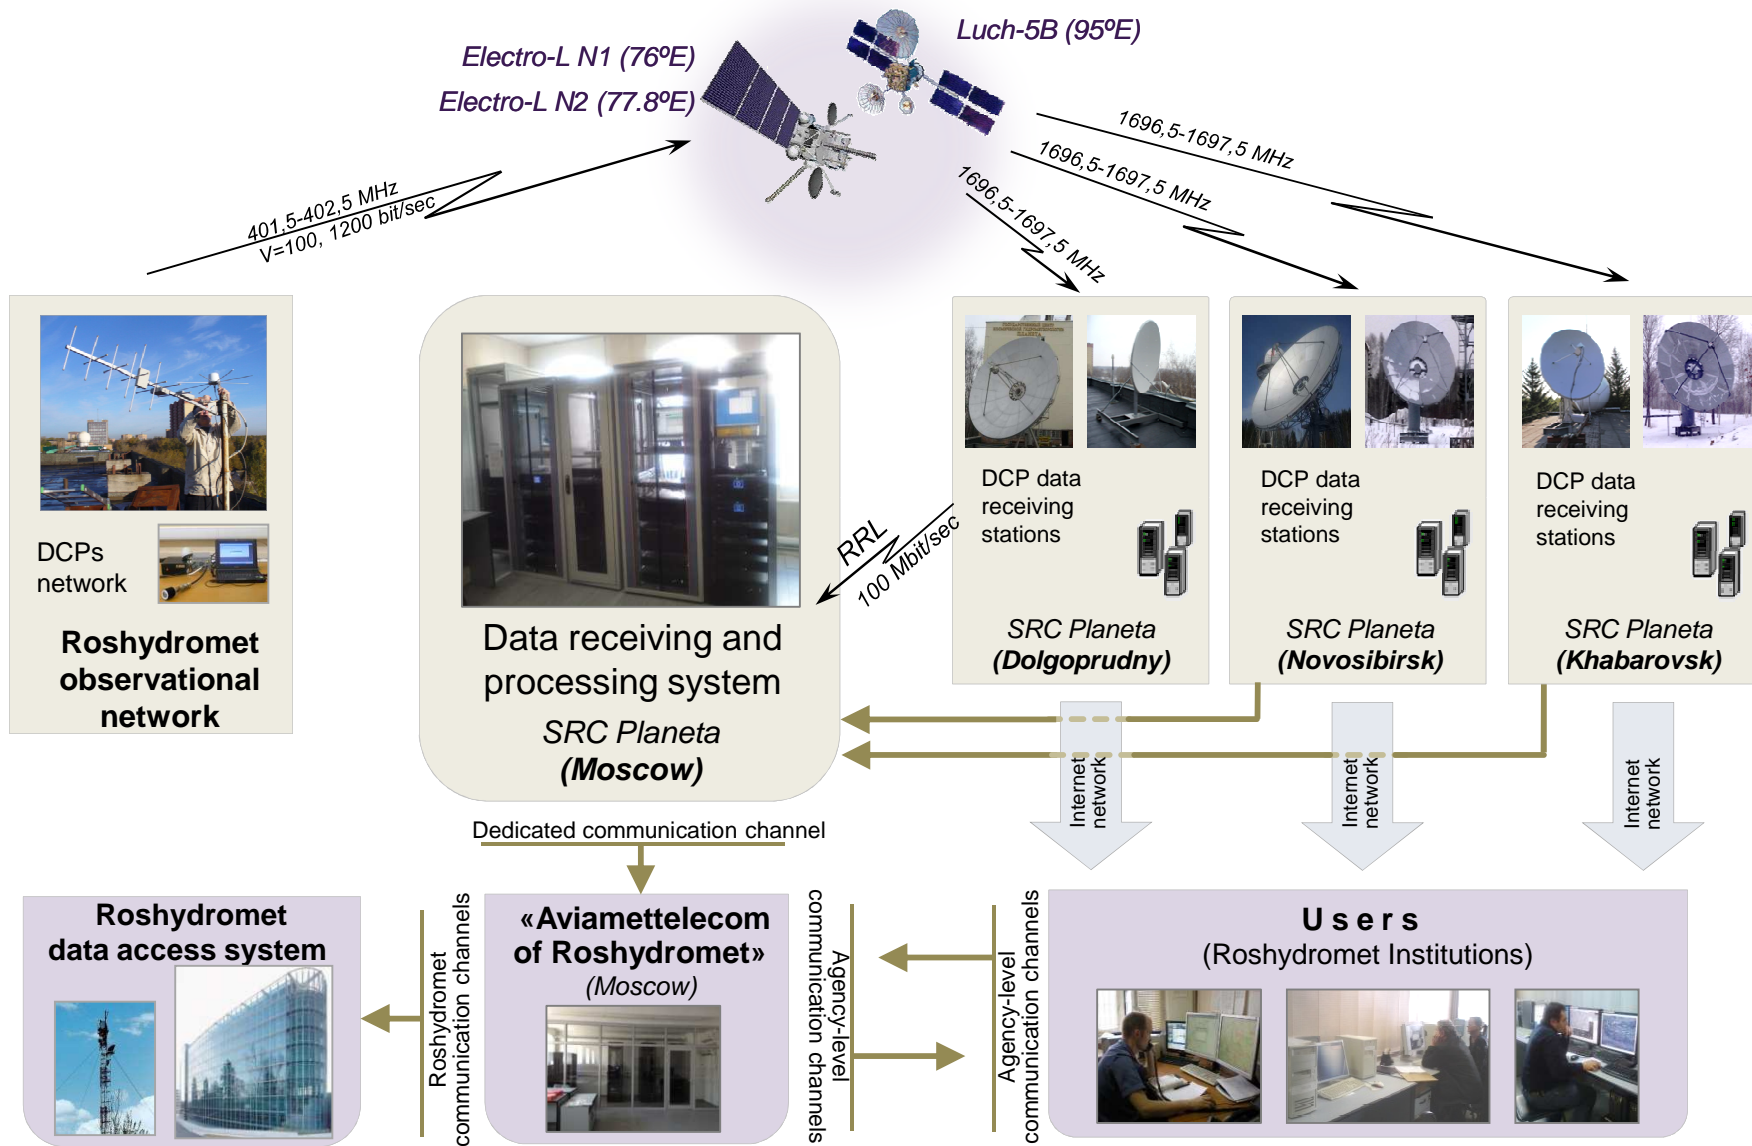 Luch-5B (95ºE)
Electro-L N1 (76ºE)
Electro-L N2 (77.8ºE)
401,5-402,5 MHz
V=100, 1200 bit/sec
1696,5-1697,5 MHz
1696,5-1697,5 MHz
1696,5-1697,5 MHz
DCPs
network
Roshydromet
observational
network
Data receiving and
processing system
SRC Planeta
(Moscow)
RRL
100 Mbit/sec
DCP data
receiving
stations
SRC Planeta
(Dolgoprudny)
DCP data
receiving
stations
SRC Planeta
(Novosibirsk)
DCP data
receiving
stations
SRC Planeta
(Khabarovsk)
Internet
network
Internet
network
Internet
network
Dedicated communication channel
Roshydromet
data access system
Roshydromet
communication channels
«Aviamettelecom
of Roshydromet»
(Moscow)
Agency-level
communication channels
Agency-level
communication channels
Users
(Roshydromet Institutions)